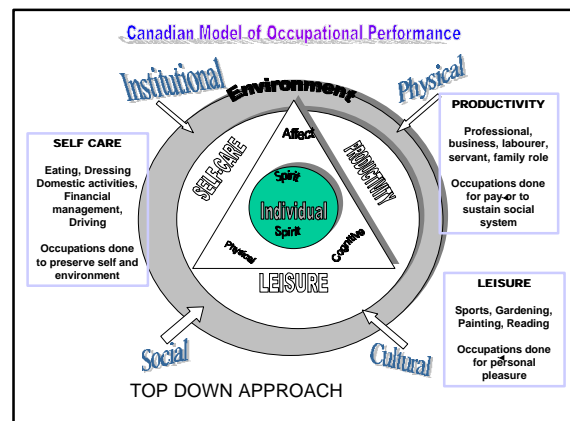 Canadian Model of Occupational Performance
Institutional
Environment
Physical
SELF CARE
Eating, Dressing
Domestic activities,
Financial
management,
Driving
Occupations done
to preserve self and
environment
SELF-CARE
Affect
PRODUCTIVITY
Spirit
Individual
Spirit
Physical
Cognitive
LEISURE
PRODUCTIVITY
Professional,
business, labourer,
servant, family role
Occupations done
for pay or to
sustain social
system
LEISURE
Sports, Gardening,
Painting, Reading
Occupations done
for personal
pleasure
Social
Cultural
TOP DOWN APPROACH